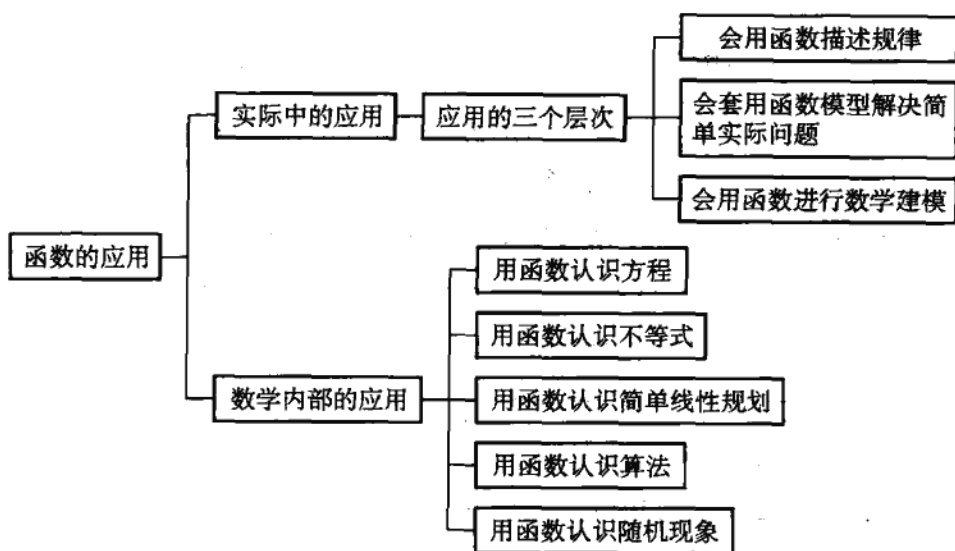 会用函数描述规律
实际中的应用
应用的三个层次
会套用函数模型解决简
单实际问题
会用函数进行数学建模
函数的应用
用函数认识方程
用函数认识不等式
数学内部的应用
用函数认识简单线性规划
用函数认识算法
用函数认识随机现象